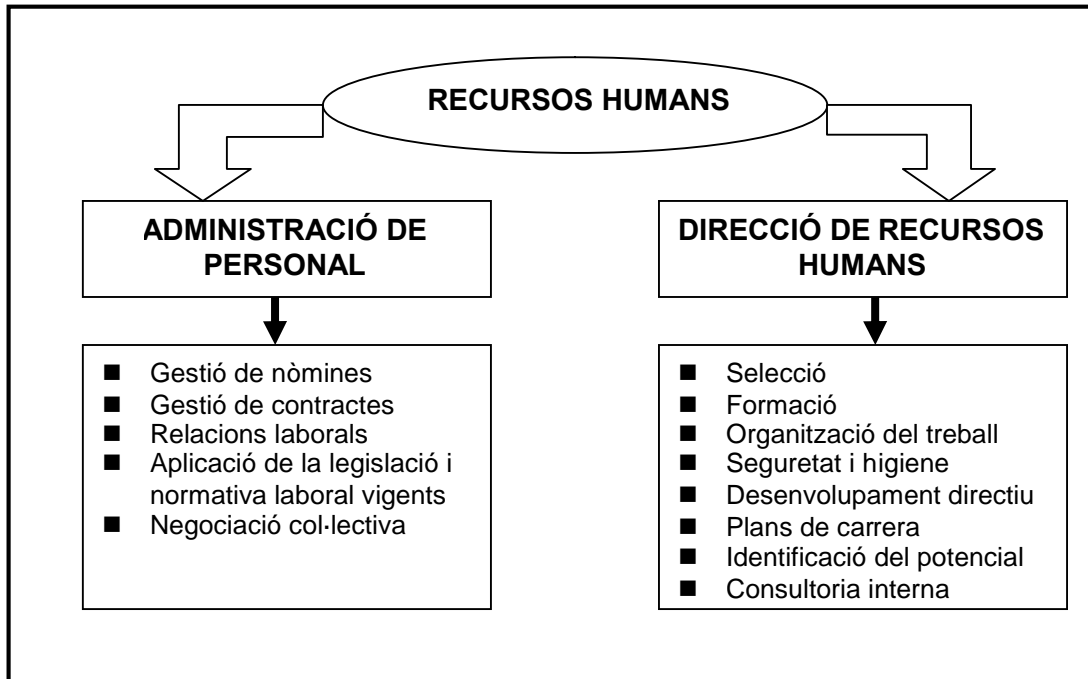 RECURSOS HUMANS
ADMINISTRACIÓ DE
PERSONAL
■ Gestió de nòmines
■ Gestió de contractes
■ Relacions laborals
■ Aplicació de la legislació i
normativa laboral vigents
■ Negociació col·lectiva
DIRECCIÓ DE RECURSOS
HUMANS
■ Selecció
■ Formació
■ Organització del treball
■ Seguretat i higiene
■ Desenvolupament directiu
■ Plans de carrera
■ Identificació del potencial
■ Consultoria interna